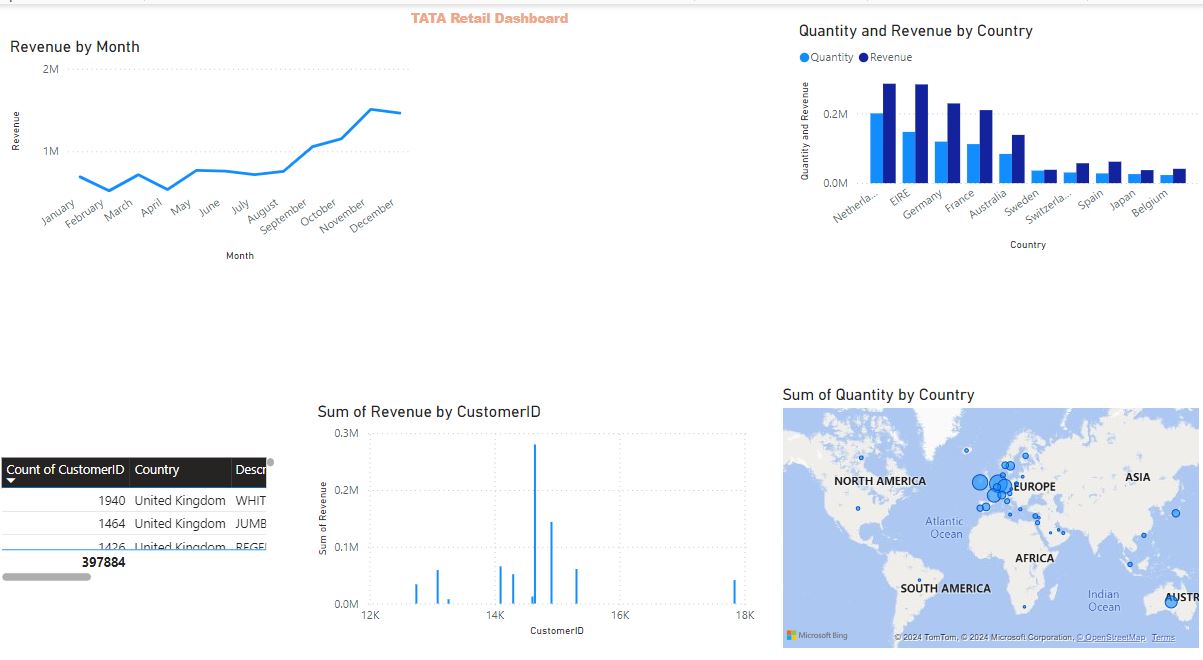 TATA Retail Dashboard
Revenue by Month
2M
1M
Revenue
January
February
March
April
May
June
July
August
September
October
November
December
Month
Quantity and Revenue by Country
Quantity Revenue
Quantity and Revenue
0.2M
0.0M
Netherla...
EIRE
Germany
France
Australia
Sweden
Switzerla...
Spain
Japan
Belgium
Country
Count of CustomerID Country Descr
1940 United Kingdom WHIT
1464 United Kingdom JUMB
1426 United Kingdom REGE
397884
Sum of Revenue by CustomerID
Sum of Revenue
0.3M
0.2M
0.1M
0.0M
12K 14K 16K 18K
CustomerID
Sum of Quantity by Country
NORTH AMERICA
EUROPE
ASIA
Atlantic
Ocean
AFRICA
SOUTH AMERICA
Indian
Ocean
AUSTR
Microsoft Bing
© 2024 TomTom, © 2024 Microsoft Corporation, © OpenStreetMap Terms